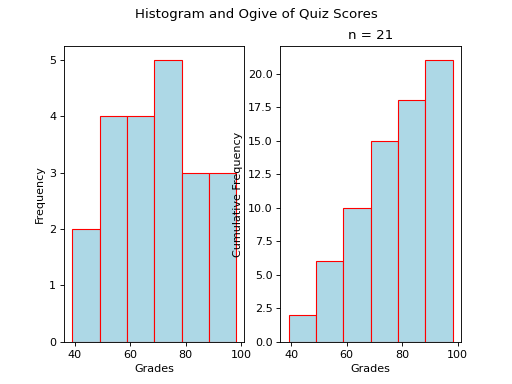 Histogram and Ogive of Quiz Scores
n = 21
5
4
3
2
1
0
Frequency
40 60 80 100
Grades
20.0
17.5
15.0
12.5
10.0
7.5
5.0
2.5
0.0
Cumulative Frequency
40 60 80 100
Grades